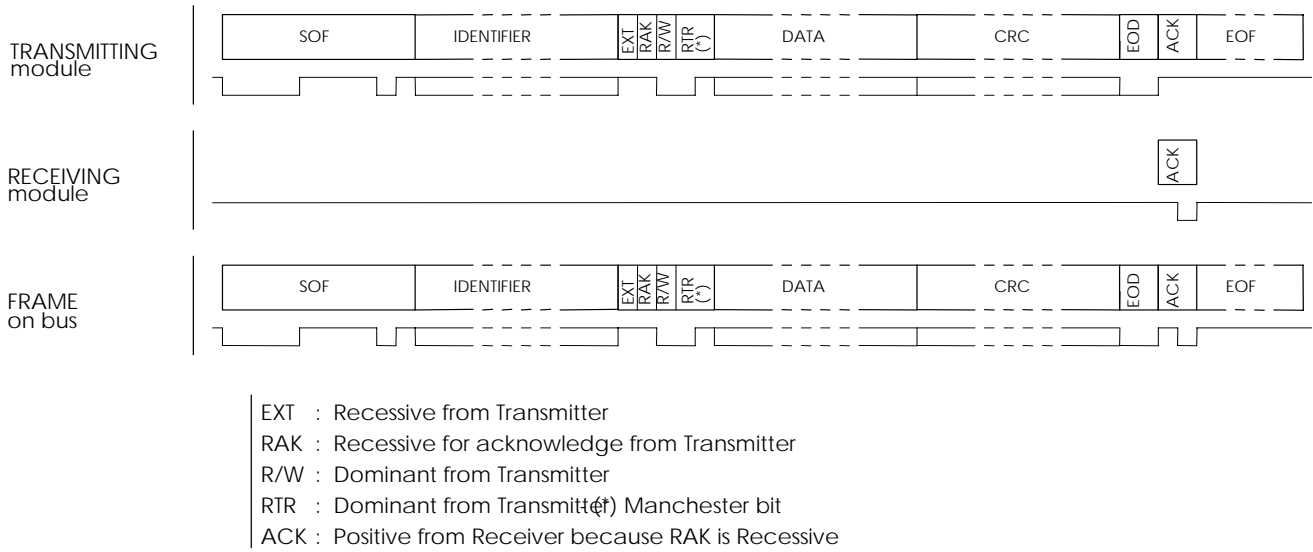 TRANSMITTING
module
SOF IDENTIFIER EXT RAK R/W RTR (*) DATA CRC EOD ACK EOF
RECEIVING
module
ACK
FRAME
on bus
SOF IDENTIFIER EXT RAK R/W RTR (*) DATA CRC EOD ACK EOF
EXT : Recessive from Transmitter
RAK : Recessive for acknowledge from Transmitter
R/W : Dominant from Transmitter
RTR : Dominant from Transmitter - (*) Manchester bit
ACK : Positive from Receiver because RAK is Recessive